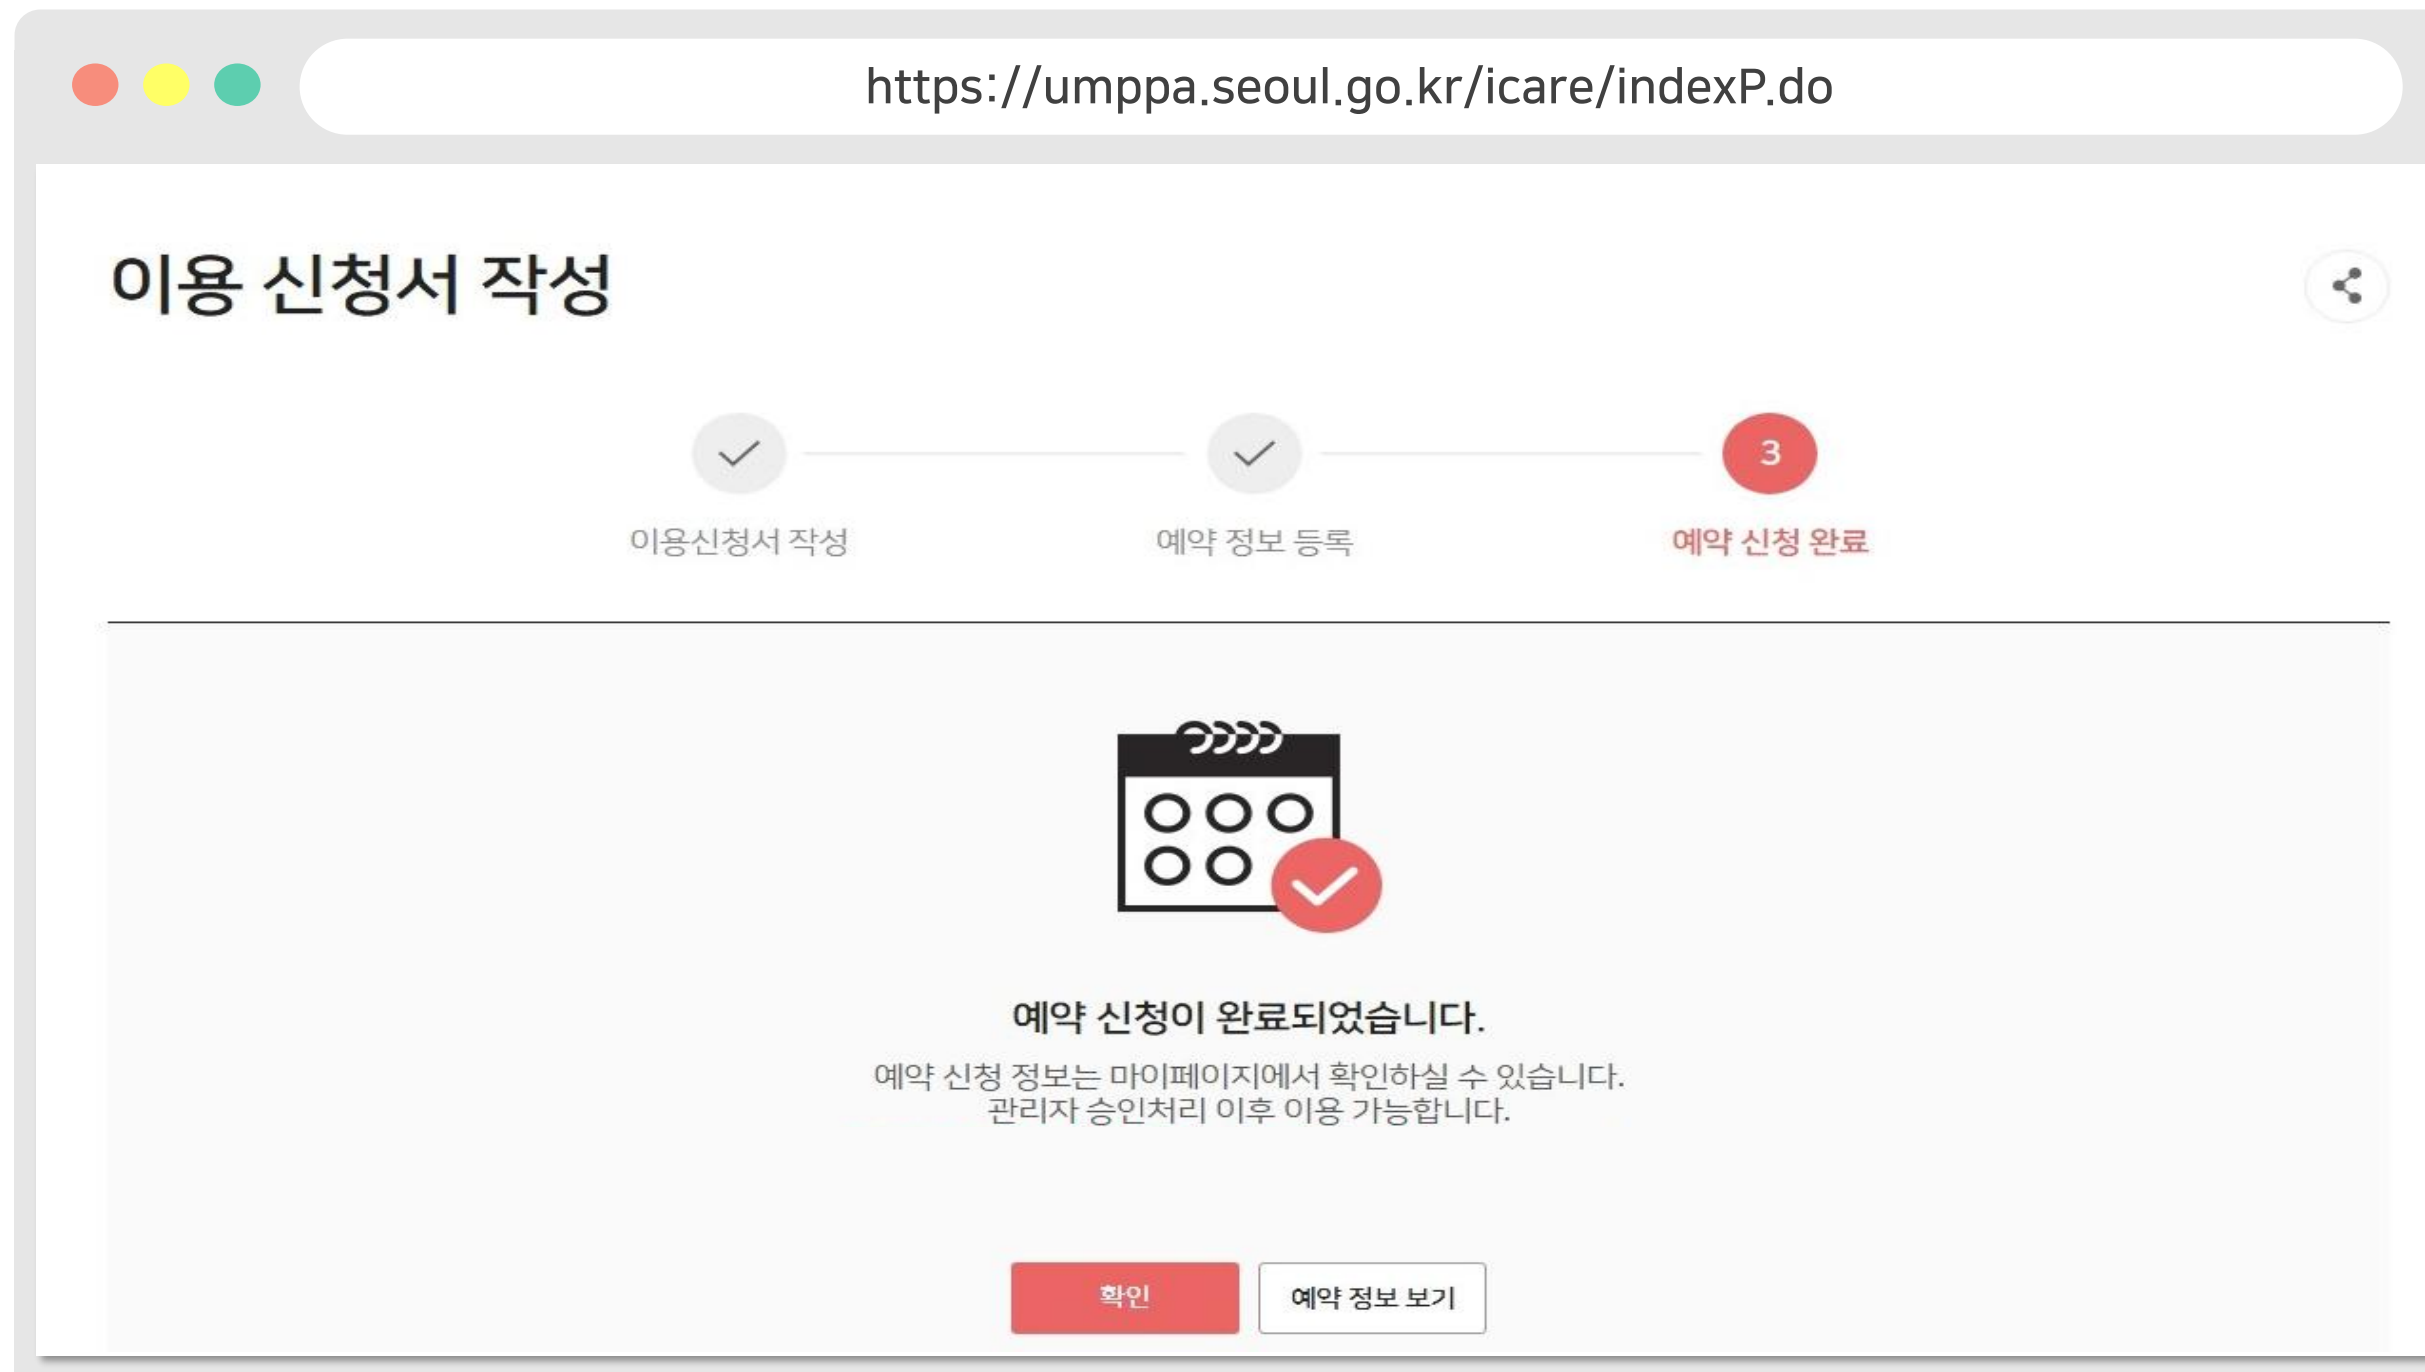 https://umppa.seoul.go.kr/icare/indexP.do
이용 신청서 작성
3
이용신청서 작성
예약 정보 등록
예약 신청 완료
예약 신청이 완료되었습니다.
예약 신청 정보는 마이페이지에서 확인하실 수 있습니다.
관리자 승인처리 이후 이용 가능합니다.
확인
예약 정보 보기